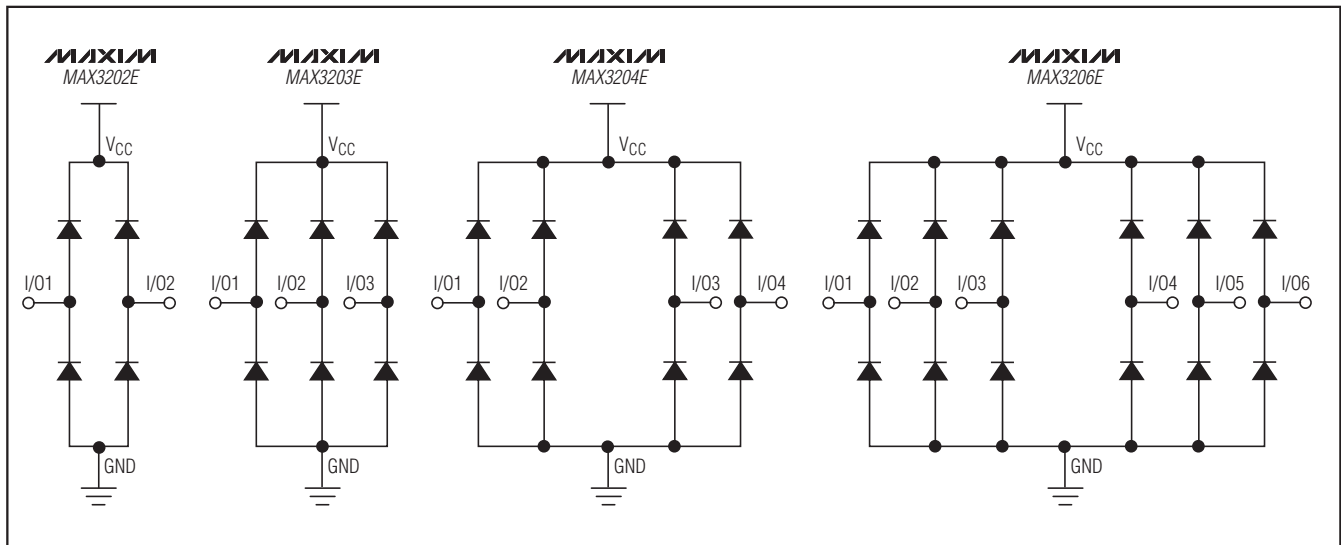 MAXIM
MAX3202E
VCC
I/O1
I/O2
GND
MAXIM
MAX3203E
VCC
I/O1
I/O2
I/O3
GND
MAXIM
MAX3204E
VCC
I/O1
I/O2
I/O3
I/O4
GND
MAXIM
MAX3206E
VCC
I/O1
I/O2
I/O3
I/O4
I/O5
I/O6
GND